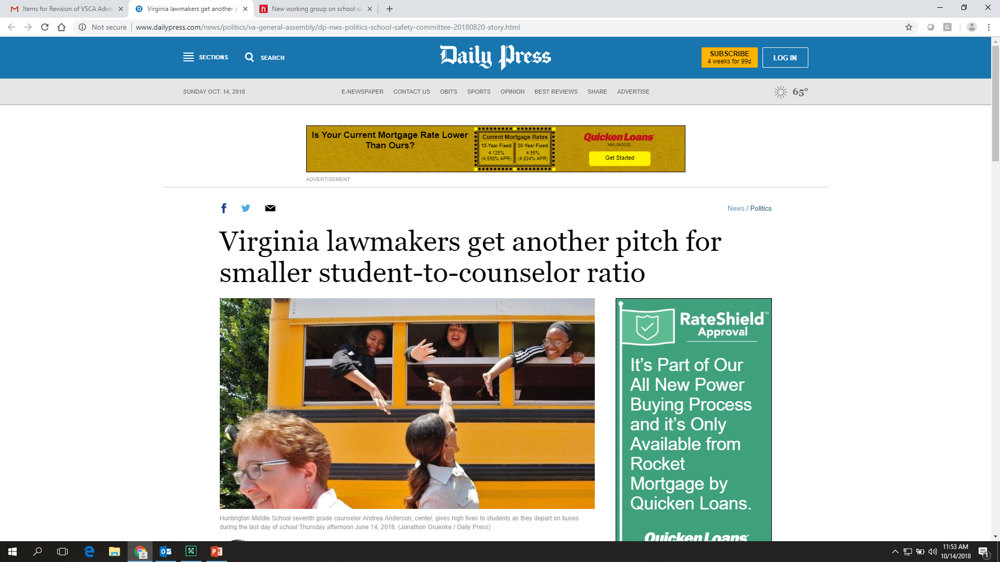 Items for Revision of VSCA Advoc
Virginia lawmakers get another p
New working group on school sa
Not secure
www.dailypress.com/news/politics/va-general-assembly/dp-nws-politics-school-safety-committee-20180820-story.html
SECTIONS
SEARCH
Daily Press
SUBSCRIBE
4 weeks for 99¢
LOG IN
SUNDAY OCT. 14, 2018
E-NEWSPAPER CONTACT US OBITS SPORTS OPINION BEST REVIEWS SHARE ADVERTISE
65°
Is Your Current Mortgage Rate Lower
Than Ours?
Current Mortgage Rates
15-Year Fixed
4.125%
(4.558% APR)
30-Year Fixed
4.56%
(4.834% APR)
Quicken Loans
NMLS#3030
Get Started
ADVERTISEMENT
News / Politics
Virginia lawmakers get another pitch for
smaller student-to-counselor ratio
Huntington Middle School seventh grade counselor Andrea Anderson, center, gives high fives to students as they depart on buses
during the last day of school Thursday afternoon June 14, 2018. (Jonathon Gruenke / Daily Press)
RateShield™
Approval
It's Part of Our
All New Power
Buying Process
and it's Only
Available from
Rocket
Mortgage by
Quicken Loans.
Quicken Loans
11:53 AM
10/14/2018
1